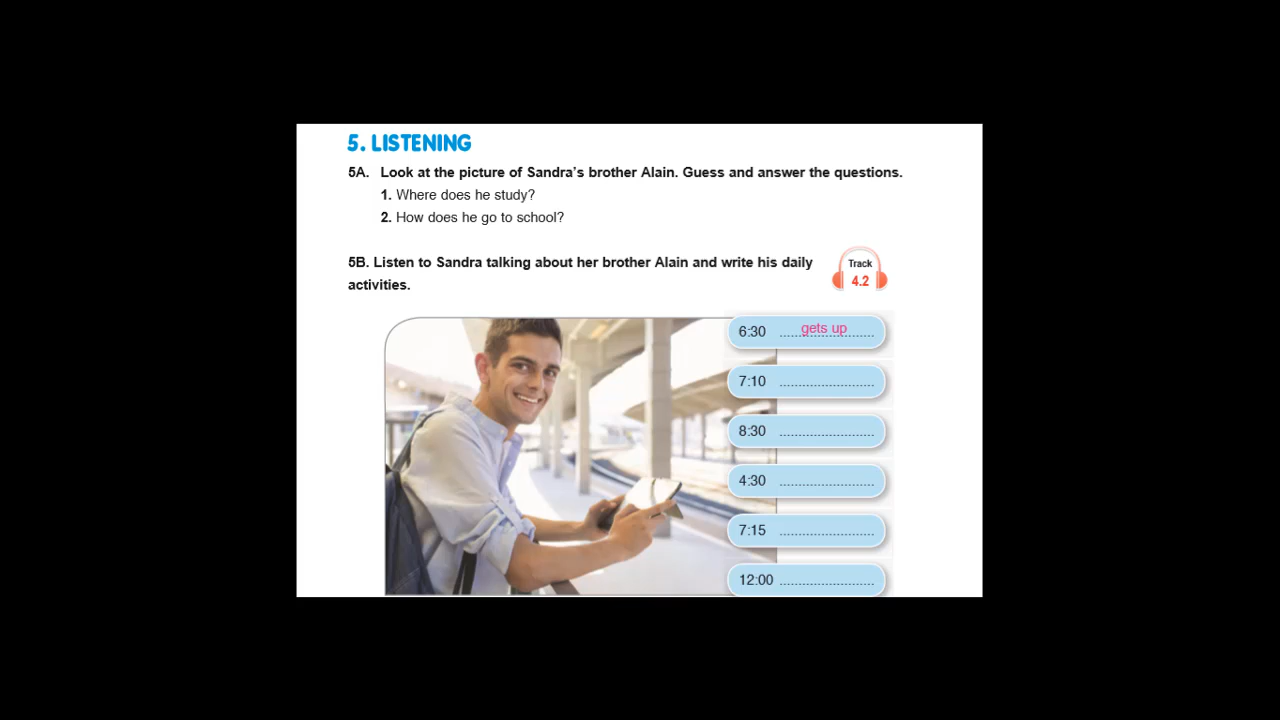 5. LISTENING
5A. Look at the picture of Sandra's brother Alain. Guess and answer the questions.
1. Where does he study?
2. How does he go to school?
5B. Listen to Sandra talking about her brother Alain and write his daily
activities.
Track
4.2
6:30 gets up
7:10 ........................
8:30 ........................
4:30 ........................
7:15 ........................
12:00 ........................